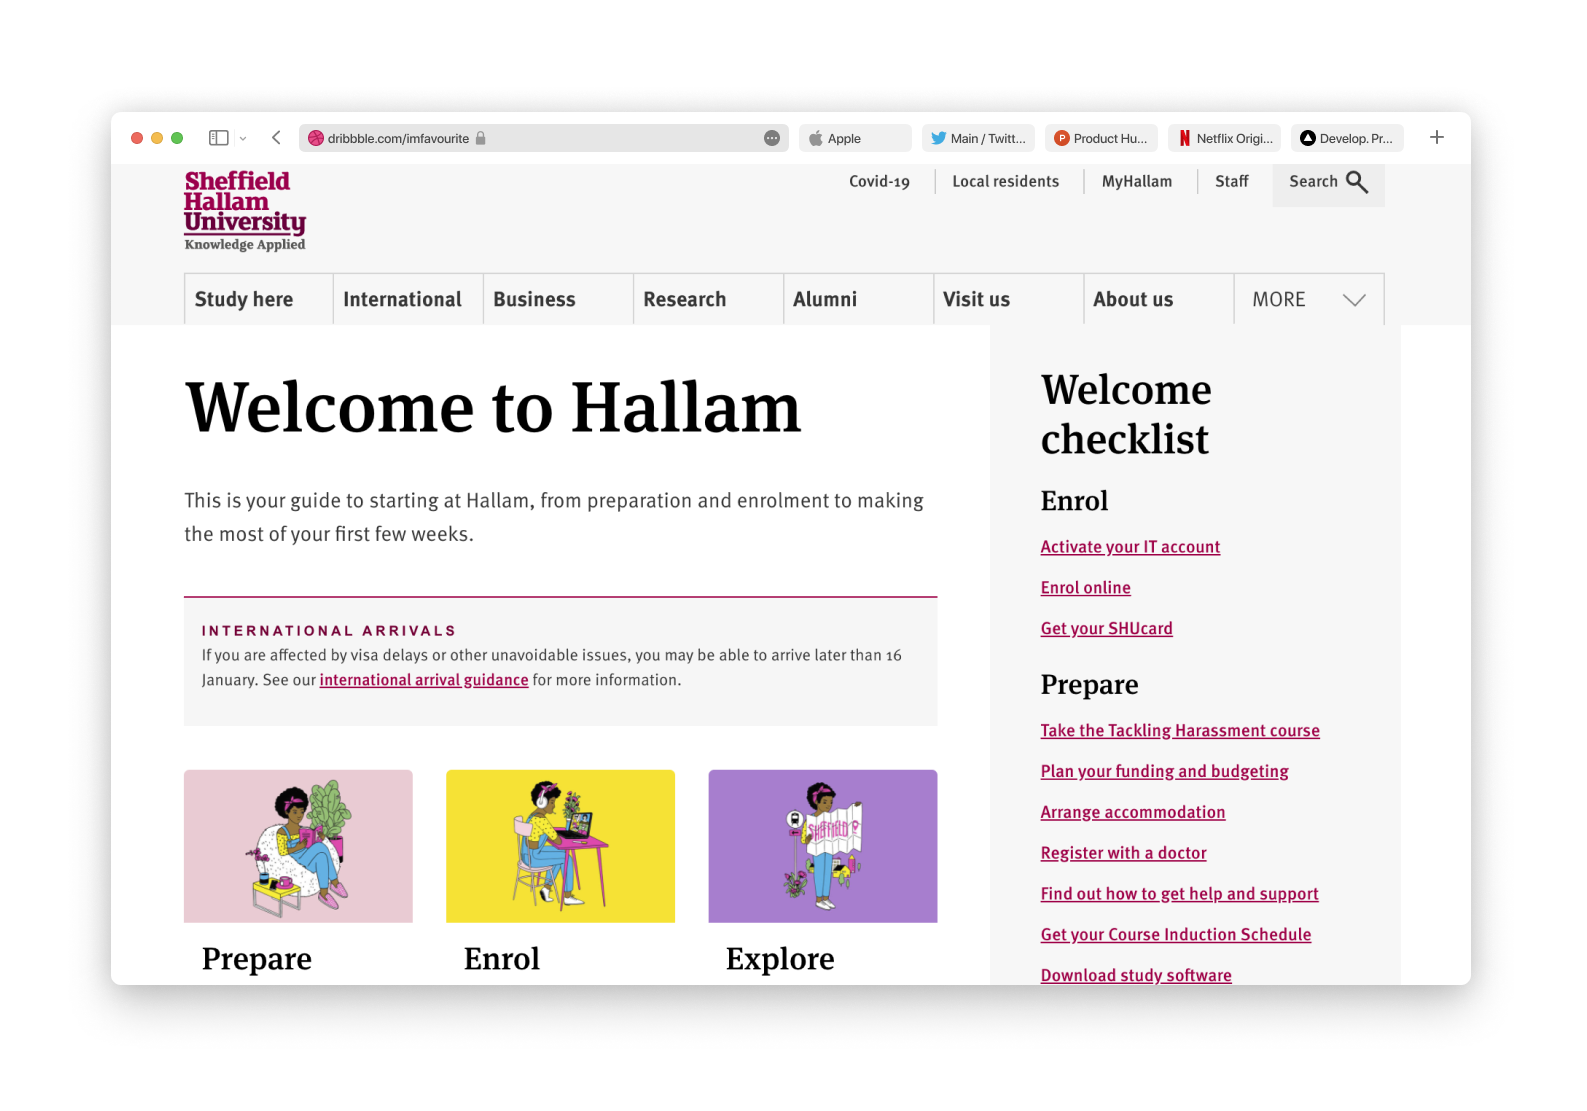 dribbble.com/imfavourite
Apple
Main / Twitt...
Product Hu...
Netflix Origi...
Develop. Pr...
Sheffield
Hallam
University
Knowledge Applied
Covid-19
Local residents
MyHallam
Staff
Search
Study here
International
Business
Research
Alumni
Visit us
About us
MORE
Welcome to Hallam
This is your guide to starting at Hallam, from preparation and enrolment to making
the most of your first few weeks.
INTERNATIONAL ARRIVALS
If you are affected by visa delays or other unavoidable issues, you may be able to arrive later than 16
January. See our international arrival guidance for more information.
SHEFFIELD
Prepare
Enrol
Explore
Welcome
checklist
Enrol
Activate your IT account
Enrol online
Get your SHUcard
Prepare
Take the Tackling Harassment course
Plan your funding and budgeting
Arrange accommodation
Register with a doctor
Find out how to get help and support
Get your Course Induction Schedule
Download study software